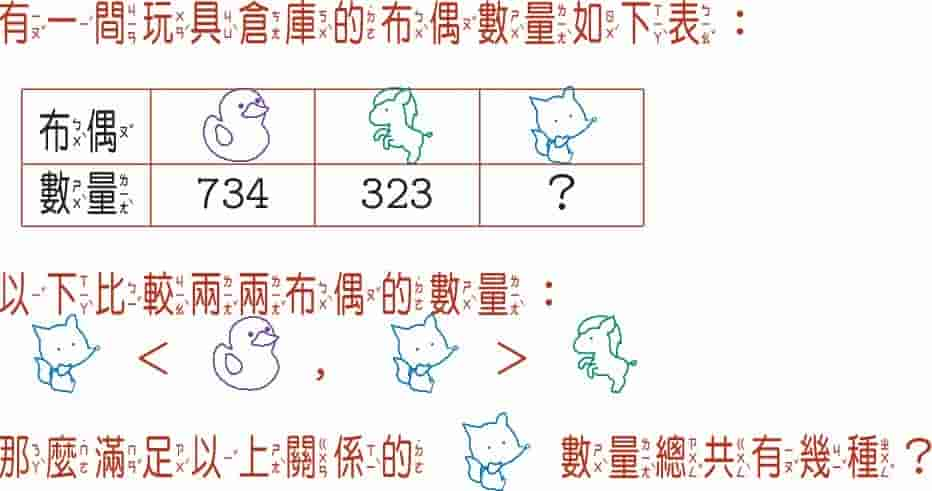 有一間玩具倉庫的布偶數量如下表：
布偶
數量 734 323 ?
以下比較兩兩布偶的數量：
< , >
那麼滿足以上關係的 數量總共有幾種？